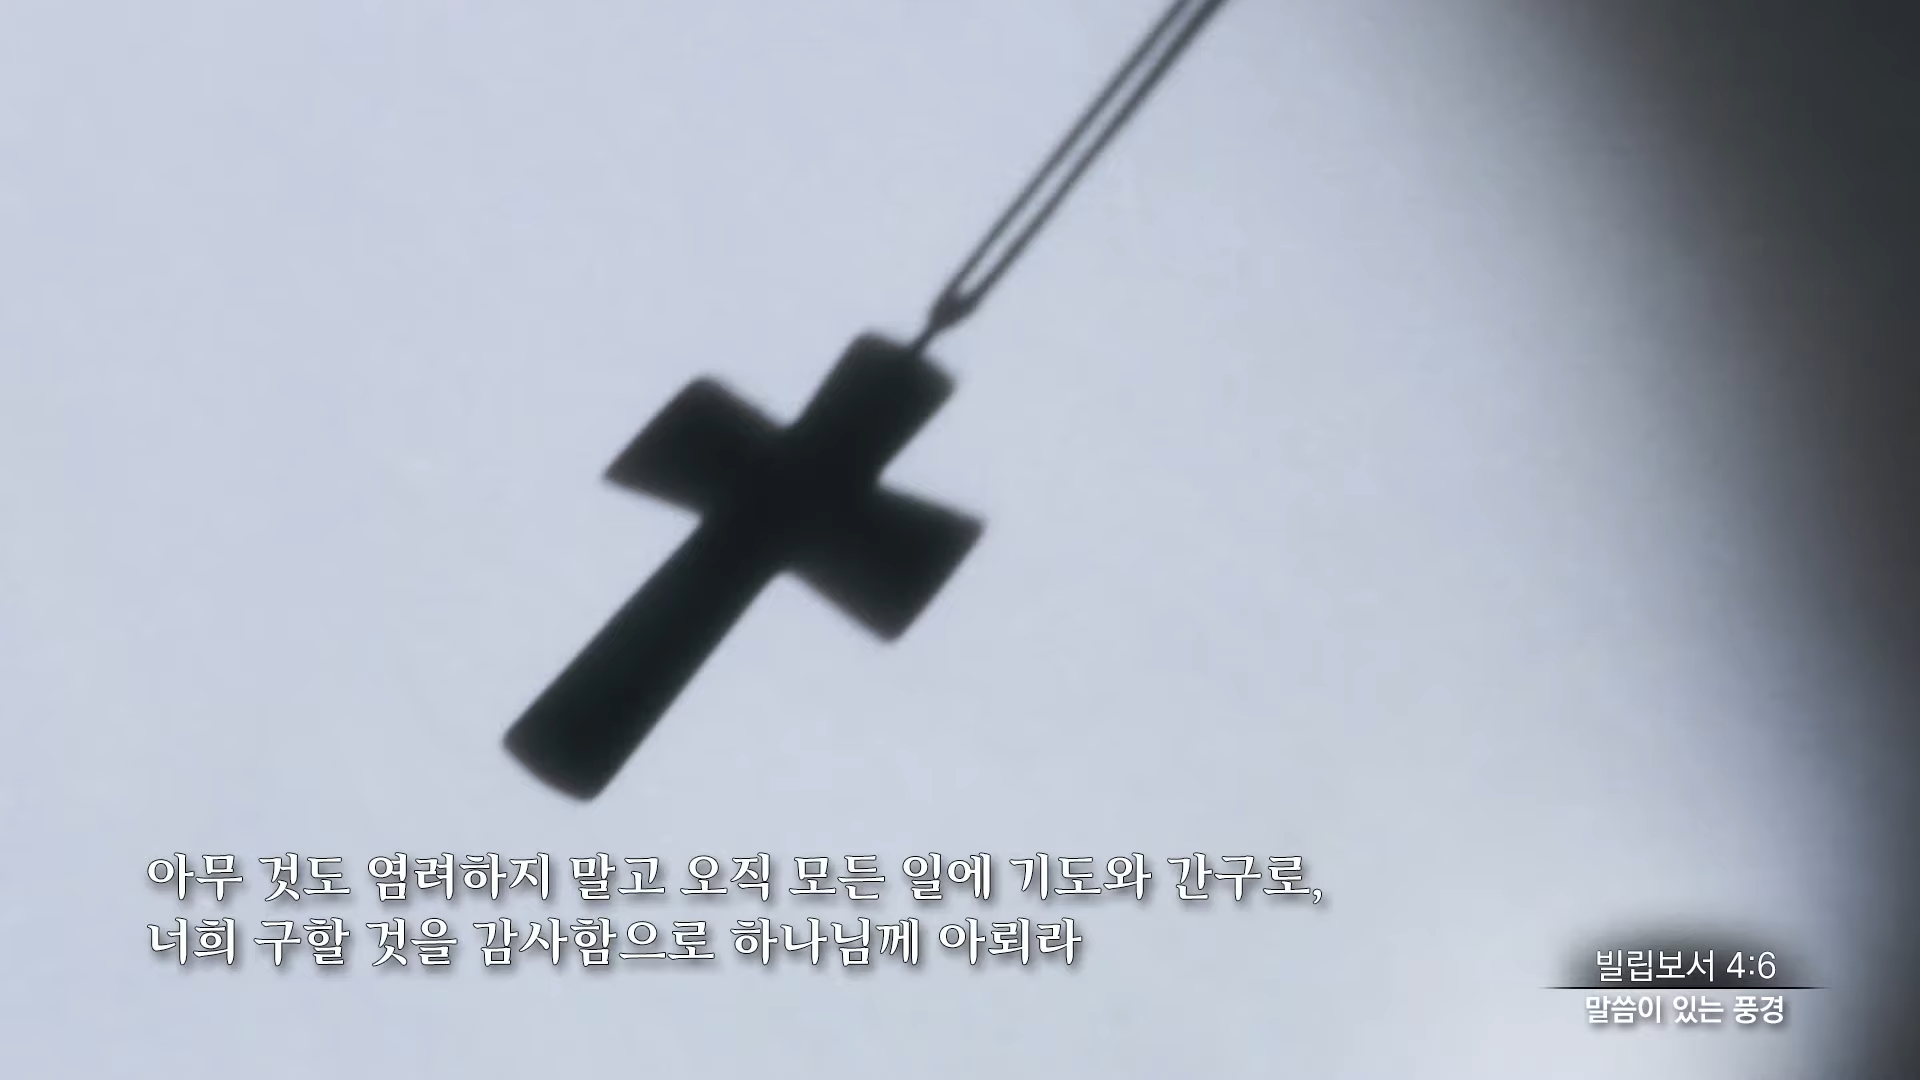 아무 것도 염려하지 말고 오직 모든 일에 기도와 간구로,
너희 구할 것을 감사함으로 하나님께 아뢰라
빌립보서 4:6
말씀이 있는 풍경